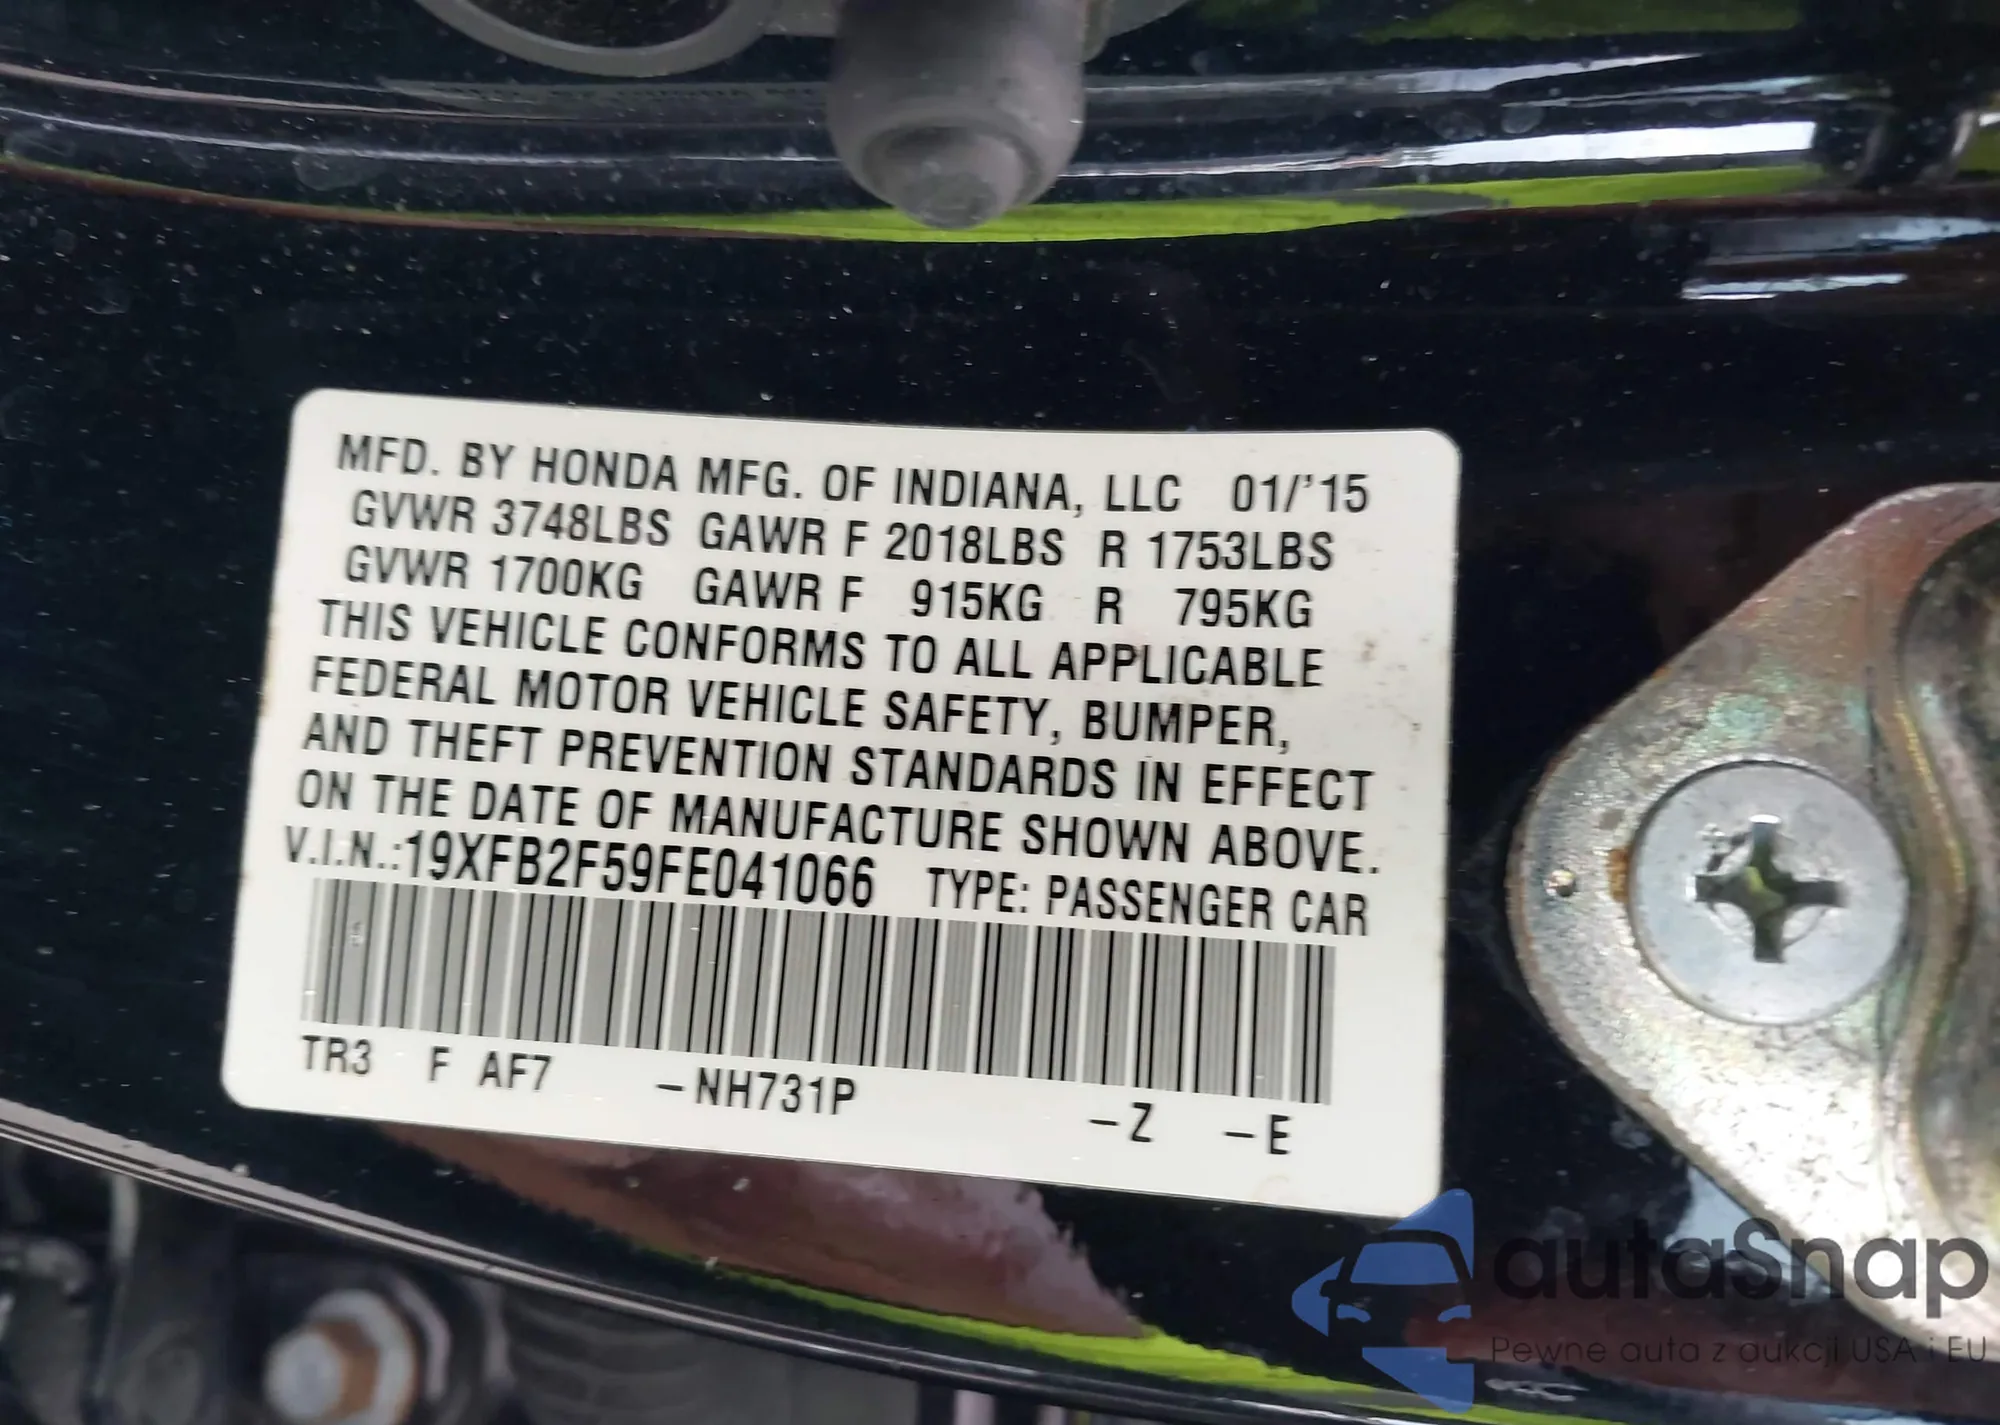 MFD. BY HONDA MFG. OF INDIANA, LLC 01/'15
GVWR 3748LBS GAWR F 2018LBS R 1753LBS
GVWR 1700KG GAWR F 915KG R 795KG
THIS VEHICLE CONFORMS TO ALL APPLICABLE
FEDERAL MOTOR VEHICLE SAFETY, BUMPER,
AND THEFT PREVENTION STANDARDS IN EFFECT
ON THE DATE OF MANUFACTURE SHOWN ABOVE.
V.I.N.:19XFB2F59FE041066 TYPE: PASSENGER CAR
TR3 F AF7 -NH731P -Z -E
autaSnap
Pewne auta z aukcji USA i EU